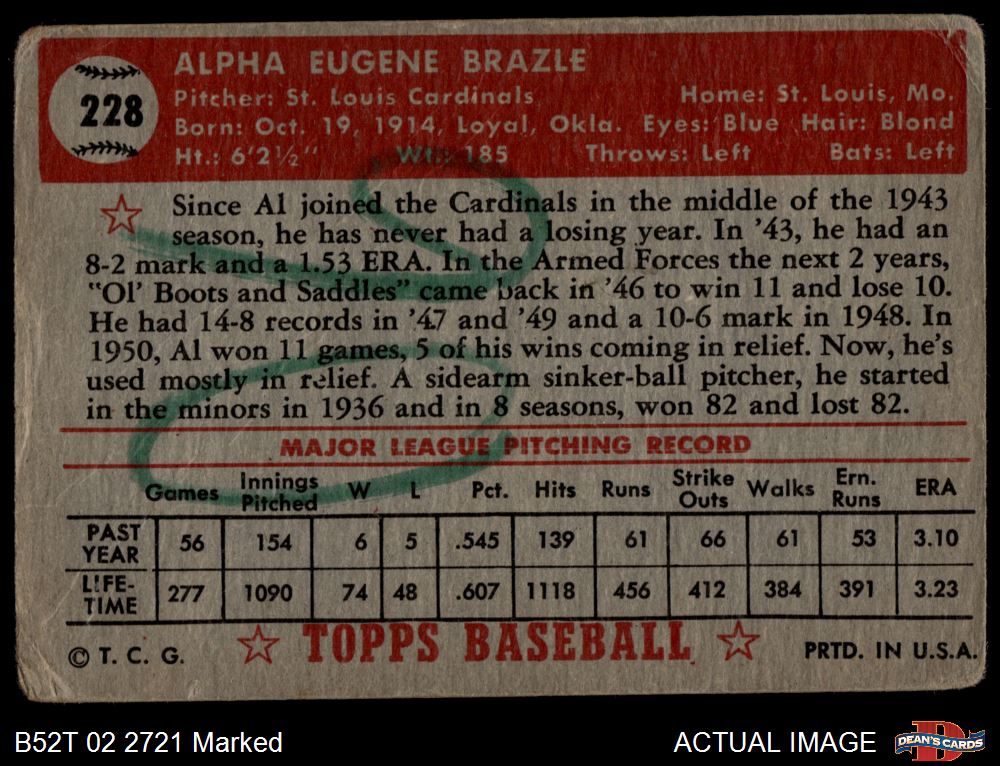 228
ALPHA EUGENE BRAZLE
Pitcher: St. Louis Cardinals Home: St. Louis, Mo.
Born: Oct. 19, 1914, Loyal, Okla. Eyes: Blue Hair: Blond
Ht.: 6'2½" Wt.: 185 Throws: Left Bats: Left
Since Al joined the Cardinals in the middle of the 1943
season, he has never had a losing year. In '43, he had an
8-2 mark and a 1.53 ERA. In the Armed Forces the next 2 years,
"Ol' Boots and Saddles" came back in '46 to win 11 and lose 10.
He had 14-8 records in '47 and '49 and a 10-6 mark in 1948. In
1950, Al won 11 games, 5 of his wins coming in relief. Now, he's
used mostly in relief. A sidearm sinker-ball pitcher, he started
in the minors in 1936 and in 8 seasons, won 82 and lost 82.
MAJOR LEAGUE PITCHING RECORD
Games Innings Pitched W L Pct. Hits Runs Strike Outs Walks Ern. Runs ERA
PAST YEAR 56 154 6 5 .545 139 61 66 61 53 3.10
LIFE-TIME 277 1090 74 48 .607 1118 456 412 384 391 3.23
© T. C. G. TOPPS BASEBALL PRTD. IN U.S.A.
B52T 02 2721 Marked ACTUAL IMAGE DEAN'S CARDS